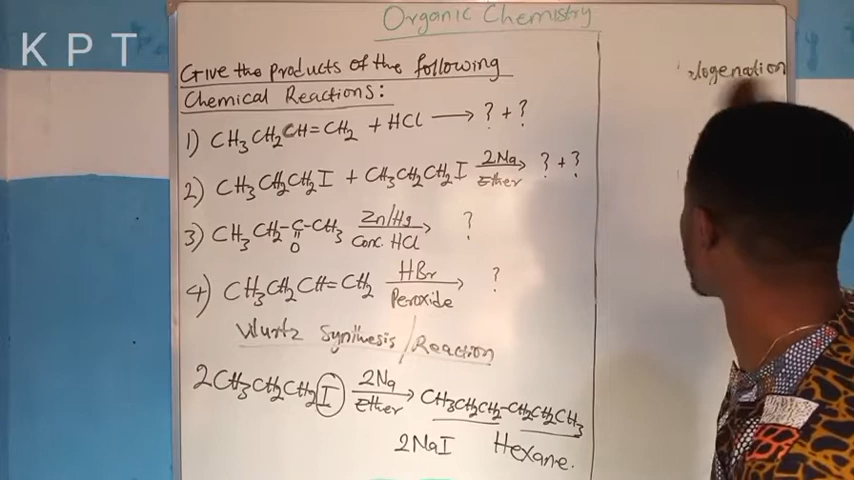 KPT
Organic Chemistry
Give the products of the following
Chemical Reactions:
1) CH₃CH₂CH=CH₂ + HCl ⟶ ? + ?
2) CH₃CH₂CH₂I + CH₃CH₂CH₂I 2Na/Ether → ? + ?
3) CH₃CH₂-C(=O)-CH₃ Zn/Hg/Conc. HCl → ?
4) CH₃CH₂CH=CH₂ HBr/Peroxide → ?
Wurtz Synthesis/Reaction
2CH₃CH₂CH₂I 2Na/Ether → CH₃CH₂CH₂-CH₂CH₂CH₃
2NaI Hexane.